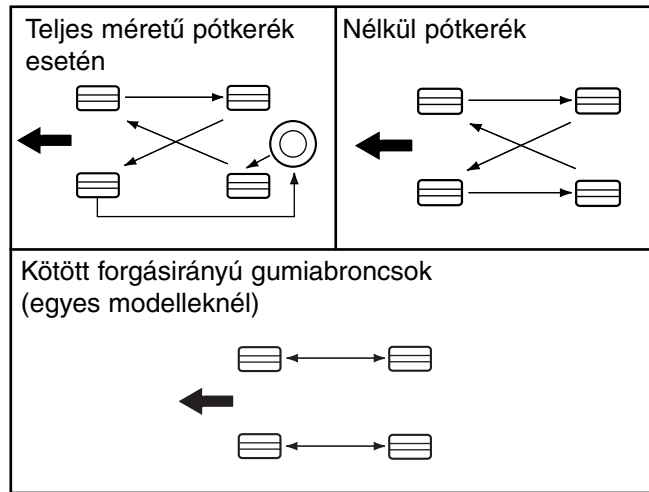 Teljes méretű pótkerék
esetén
Nélkül pótkerék
Kötött forgásirányú gumiabroncsok
(egyes modelleknél)